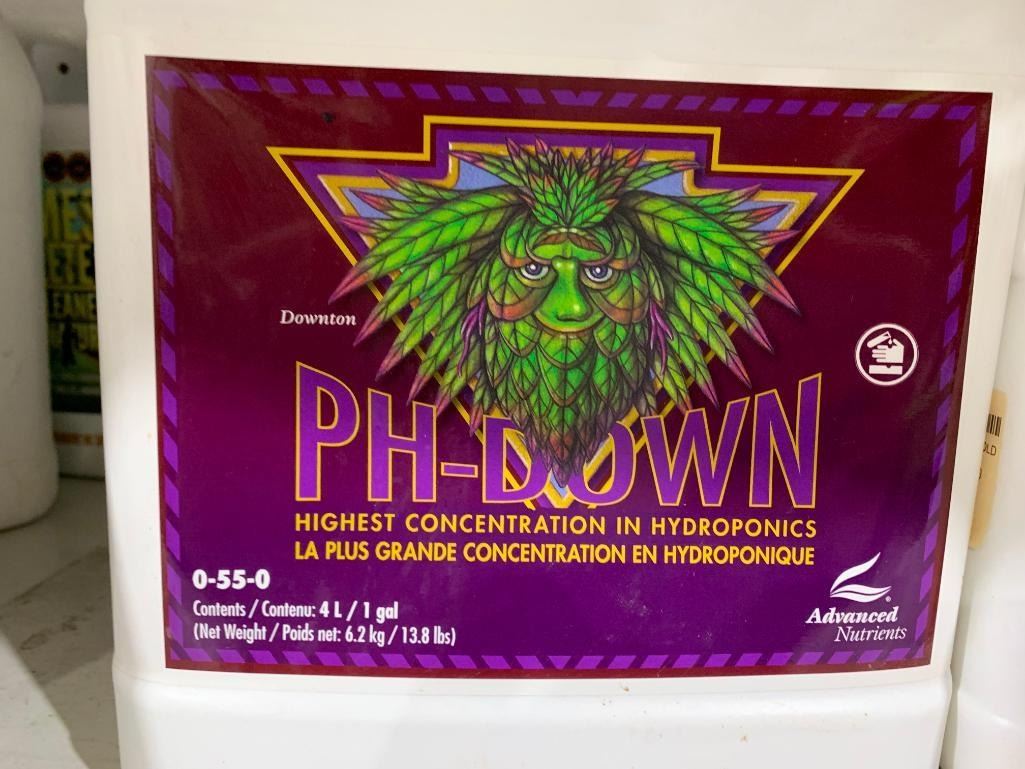 Downton
PH-DOWN
HIGHEST CONCENTRATION IN HYDROPONICS
LA PLUS GRANDE CONCENTRATION EN HYDROPONIQUE
0-55-0
Contents / Contenu: 4 L / 1 gal
(Net Weight / Poids net: 6.2 kg / 13.8 lbs)
Advanced
Nutrients